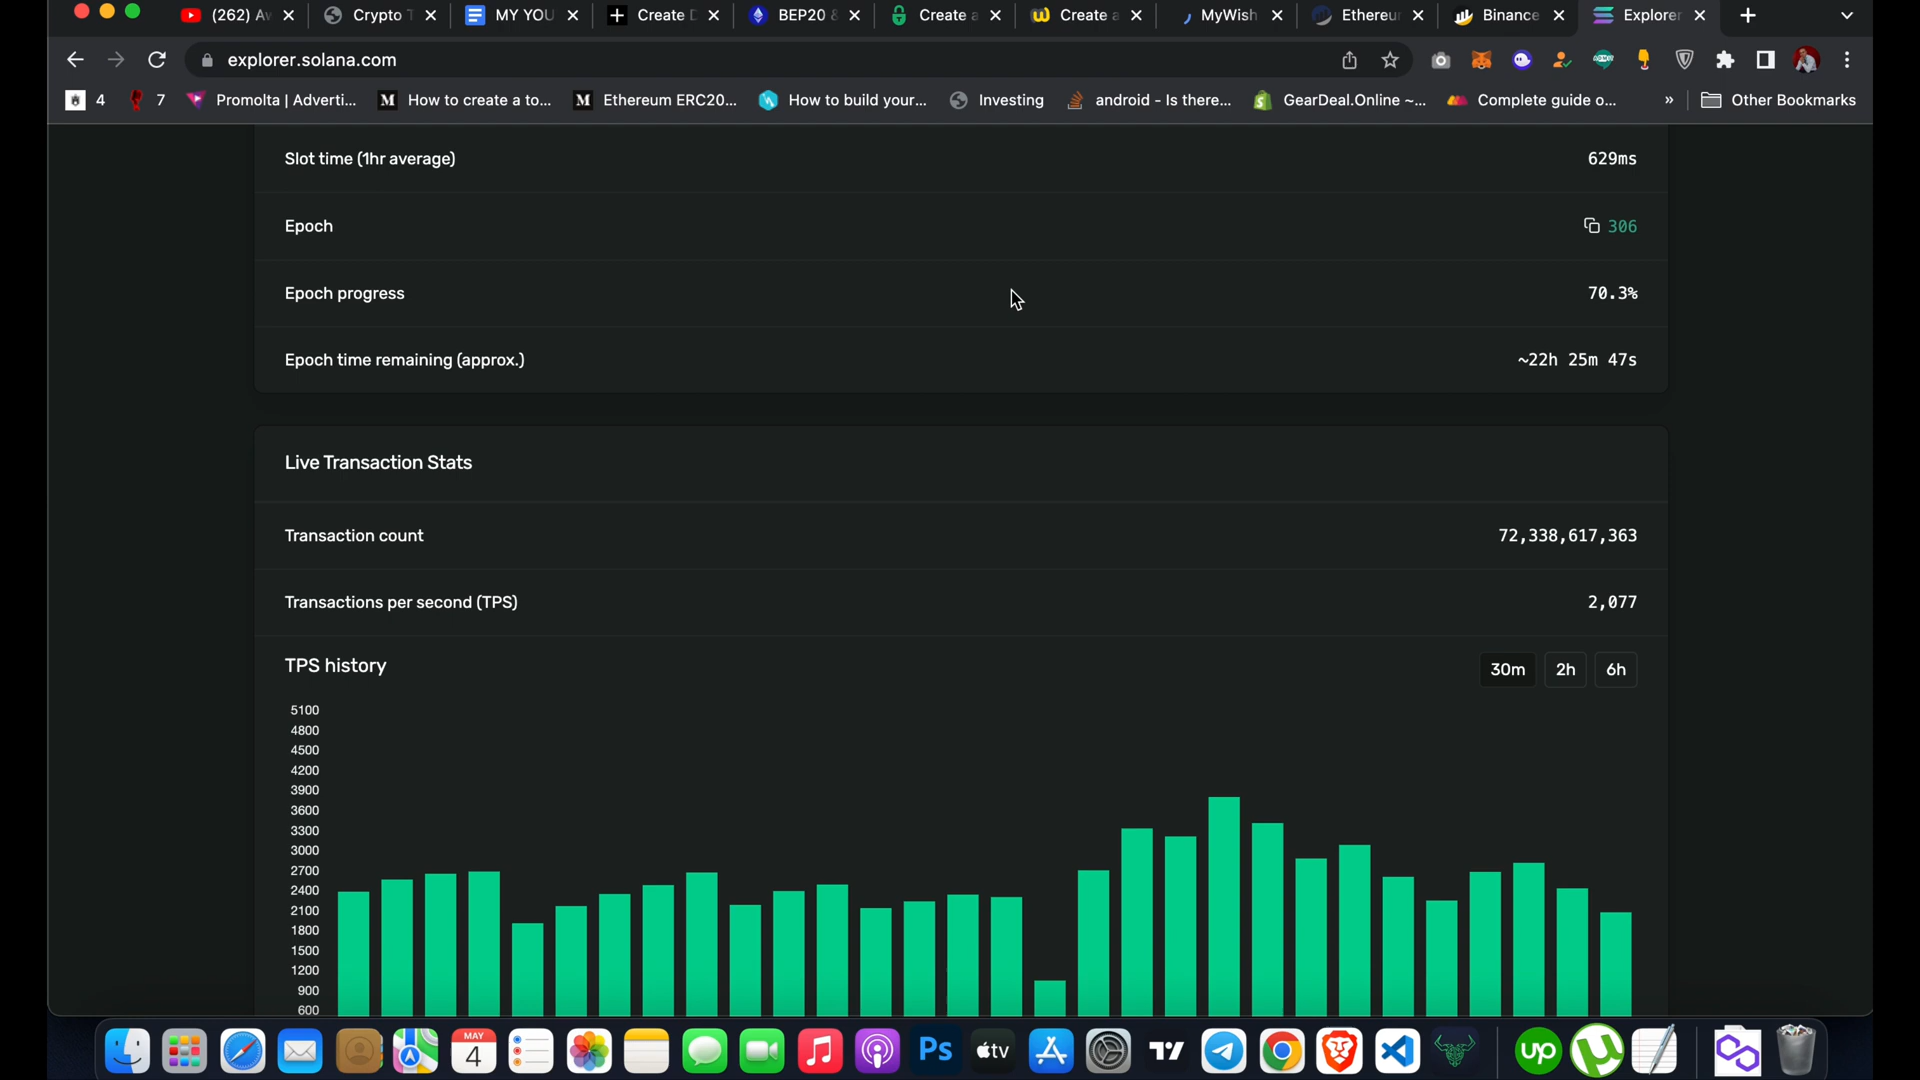 (262) Aw
Crypto T
MY YOU
Create D
BEP20 &
Create a
Create a
MyWish
Ethereum
Binance
Explorer
explorer.solana.com
4
7
Promolta | Adverti...
How to create a to...
Ethereum ERC20...
How to build your...
Investing
android - Is there...
GearDeal.Online ~...
Complete guide o...
»
Other Bookmarks
Slot time (1hr average)
629ms
Epoch
306
Epoch progress
70.3%
Epoch time remaining (approx.)
~22h 25m 47s
Live Transaction Stats
Transaction count
72,338,617,363
Transactions per second (TPS)
2,077
TPS history
30m
2h
6h
5100
4800
4500
4200
3900
3600
3300
3000
2700
2400
2100
1800
1500
1200
900
600
MAY
4
Ps
tv
up